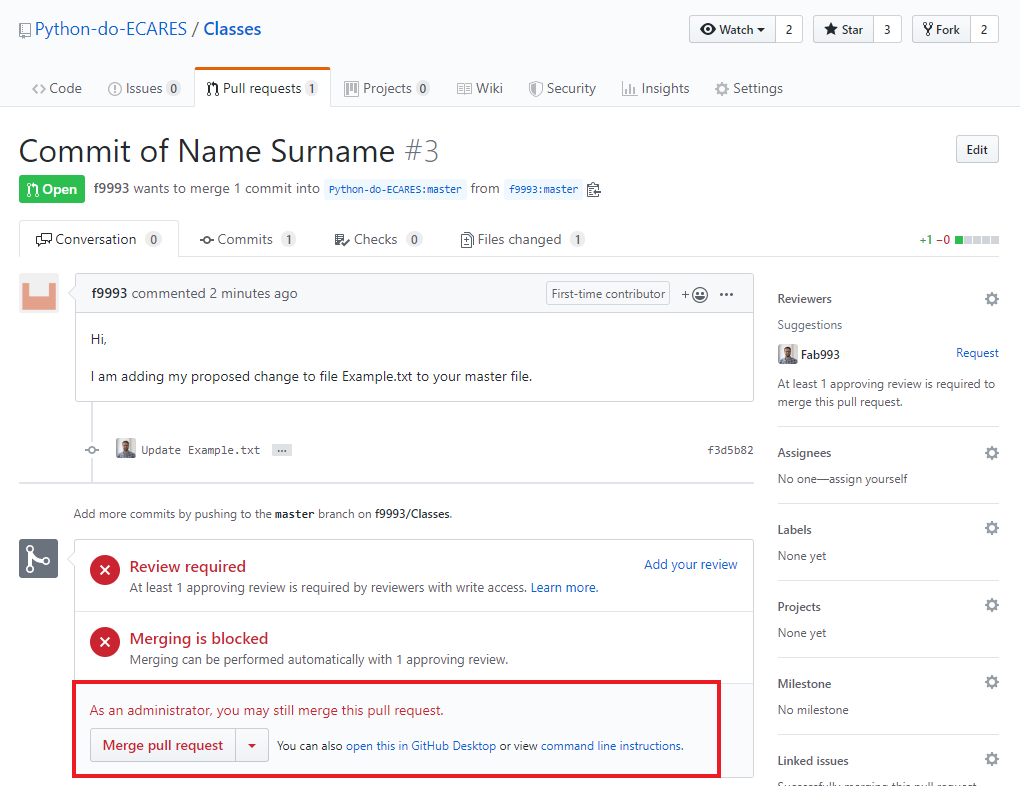 Python-do-ECARES / Classes
Watch 2 Star 3 Fork 2
Code Issues 0 Pull requests 1 Projects 0 Wiki Security Insights Settings
Commit of Name Surname #3
Edit
Open f9993 wants to merge 1 commit into Python-do-ECARES:master from f9993:master
Conversation 0 Commits 1 Checks 0 Files changed 1
+1 −0
f9993 commented 2 minutes ago
First-time contributor
Hi,
I am adding my proposed change to file Example.txt to your master file.
Update Example.txt ... f3d5b82
Add more commits by pushing to the master branch on f9993/Classes.
Review required
Add your review
At least 1 approving review is required by reviewers with write access. Learn more.
Merging is blocked
Merging can be performed automatically with 1 approving review.
As an administrator, you may still merge this pull request.
Merge pull request
You can also open this in GitHub Desktop or view command line instructions.
Reviewers
Suggestions
Fab993 Request
At least 1 approving review is required to
merge this pull request.
Assignees
No one—assign yourself
Labels
None yet
Projects
None yet
Milestone
No milestone
Linked issues
Successfully merging this pull request